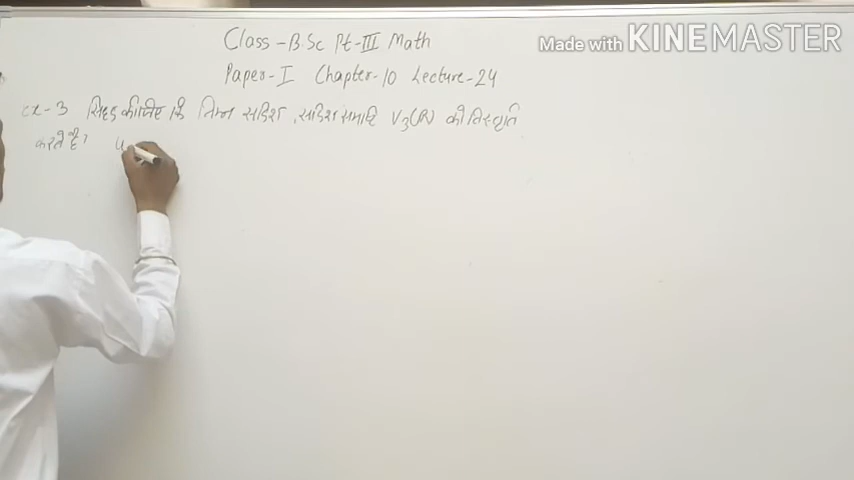 Class - B.Sc Pt-III Math
Made with KINEMASTER
Paper-I Chapter-10 Lecture-24
ex-3 सिद्ध कीजिए कि निम्न सदिश, सदिश समष्टि V3(R) की विस्तृति
करते है?